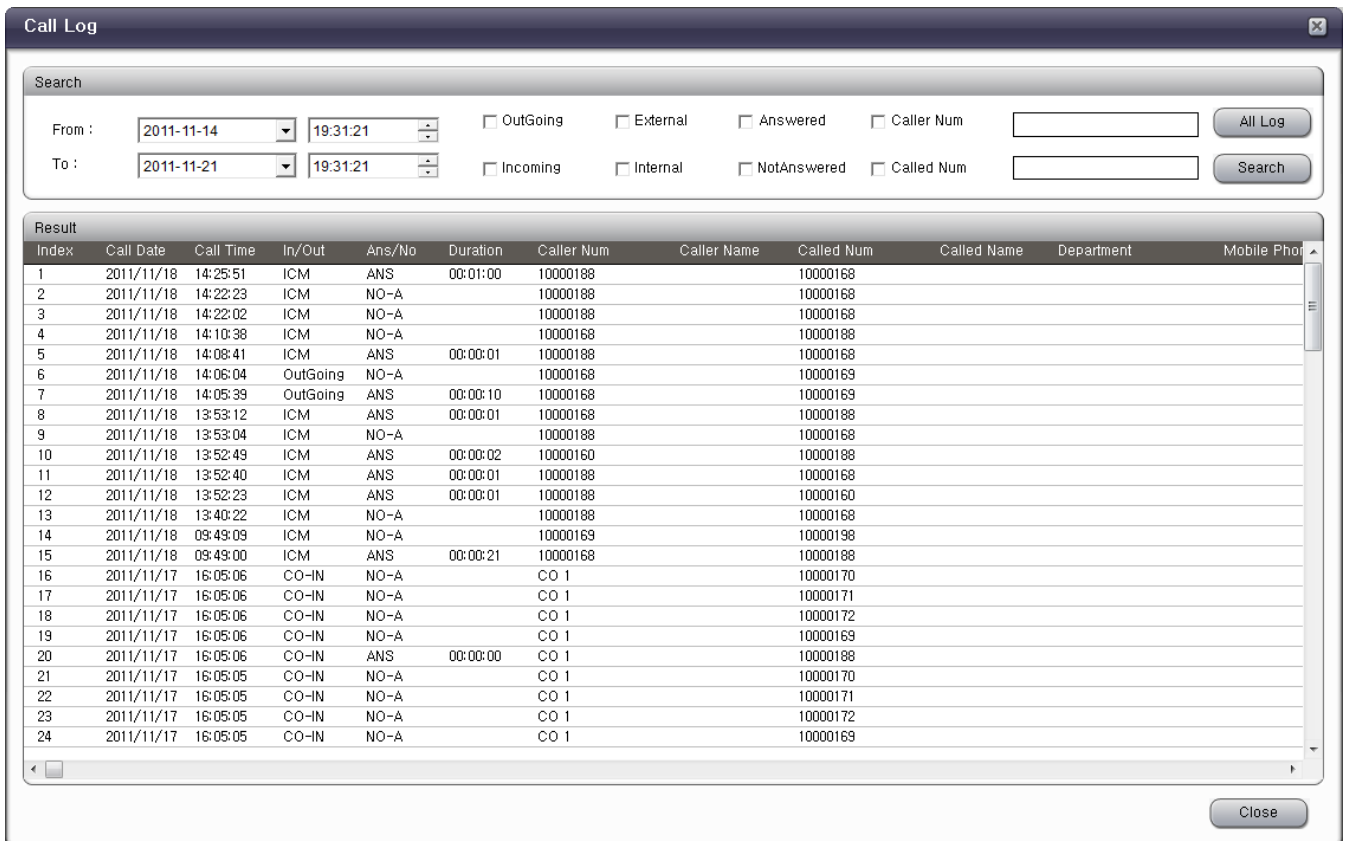 Call Log
Search
From : 2011-11-14 19:31:21 OutGoing External Answered Caller Num All Log
To : 2011-11-21 19:31:21 Incoming Internal NotAnswered Called Num Search
Result
Index Call Date Call Time In/Out Ans/No Duration Caller Num Caller Name Called Num Called Name Department Mobile Phor
1 2011/11/18 14:25:51 ICM ANS 00:01:00 10000188 10000168
2 2011/11/18 14:22:23 ICM NO-A 10000188 10000168
3 2011/11/18 14:22:02 ICM NO-A 10000188 10000168
4 2011/11/18 14:10:38 ICM NO-A 10000168 10000188
5 2011/11/18 14:08:41 ICM ANS 00:00:01 10000188 10000168
6 2011/11/18 14:06:04 OutGoing NO-A 10000168 10000169
7 2011/11/18 14:05:39 OutGoing ANS 00:00:10 10000168 10000169
8 2011/11/18 13:53:12 ICM ANS 00:00:01 10000168 10000188
9 2011/11/18 13:53:04 ICM NO-A 10000188 10000168
10 2011/11/18 13:52:49 ICM ANS 00:00:02 10000160 10000188
11 2011/11/18 13:52:40 ICM ANS 00:00:01 10000188 10000168
12 2011/11/18 13:52:23 ICM ANS 00:00:01 10000188 10000160
13 2011/11/18 13:40:22 ICM NO-A 10000188 10000168
14 2011/11/18 09:49:09 ICM NO-A 10000169 10000198
15 2011/11/18 09:49:00 ICM ANS 00:00:21 10000168 10000188
16 2011/11/17 16:05:06 CO-IN NO-A CO 1 10000170
17 2011/11/17 16:05:06 CO-IN NO-A CO 1 10000171
18 2011/11/17 16:05:06 CO-IN NO-A CO 1 10000172
19 2011/11/17 16:05:06 CO-IN NO-A CO 1 10000169
20 2011/11/17 16:05:06 CO-IN ANS 00:00:00 CO 1 10000188
21 2011/11/17 16:05:05 CO-IN NO-A CO 1 10000170
22 2011/11/17 16:05:05 CO-IN NO-A CO 1 10000171
23 2011/11/17 16:05:05 CO-IN NO-A CO 1 10000172
24 2011/11/17 16:05:05 CO-IN NO-A CO 1 10000169
Close